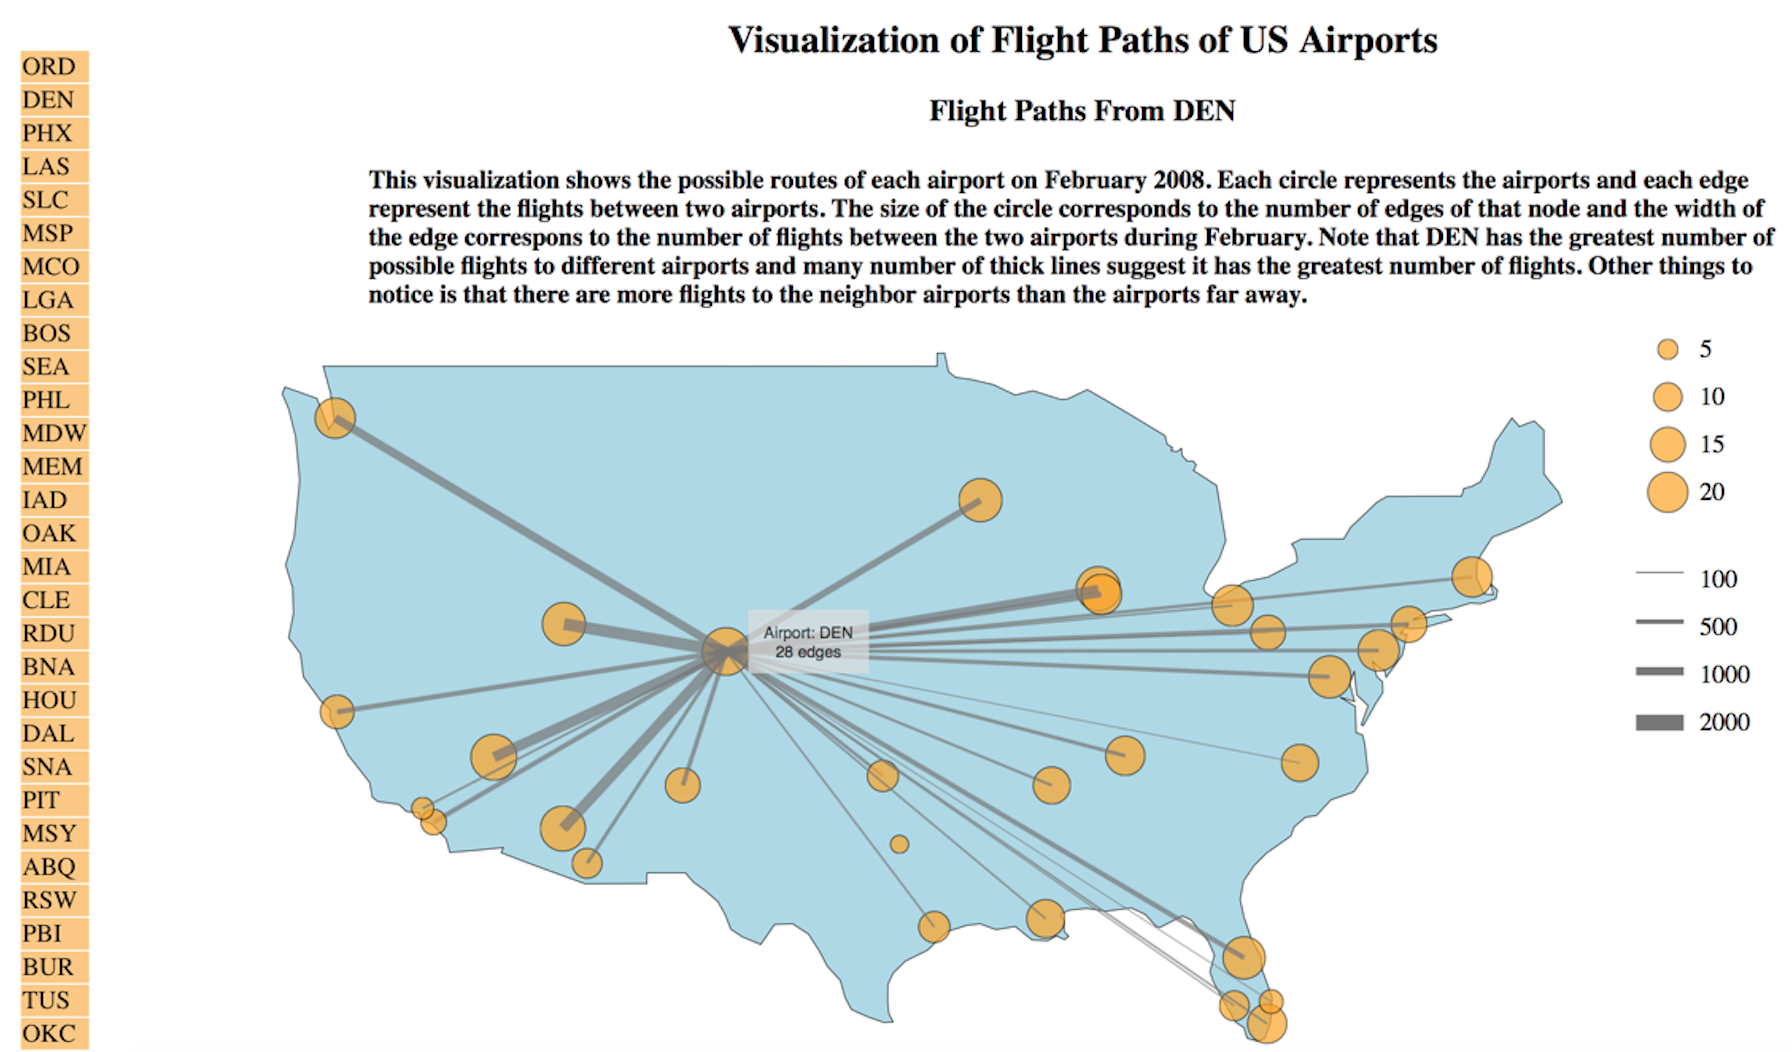 Visualization of Flight Paths of US Airports
Flight Paths From DEN
This visualization shows the possible routes of each airport on February 2008. Each circle represents the airports and each edge
represent the flights between two airports. The size of the circle corresponds to the number of edges of that node and the width of
the edge correspons to the number of flights between the two airports during February. Note that DEN has the greatest number of
possible flights to different airports and many number of thick lines suggest it has the greatest number of flights. Other things to
notice is that there are more flights to the neighbor airports than the airports far away.
ORD
DEN
PHX
LAS
SLC
MSP
MCO
LGA
BOS
SEA
PHL
MDW
MEM
IAD
OAK
MIA
CLE
RDU
BNA
HOU
DAL
SNA
PIT
MSY
ABQ
RSW
PBI
BUR
TUS
OKC
Airport: DEN
28 edges
5
10
15
20
100
500
1000
2000